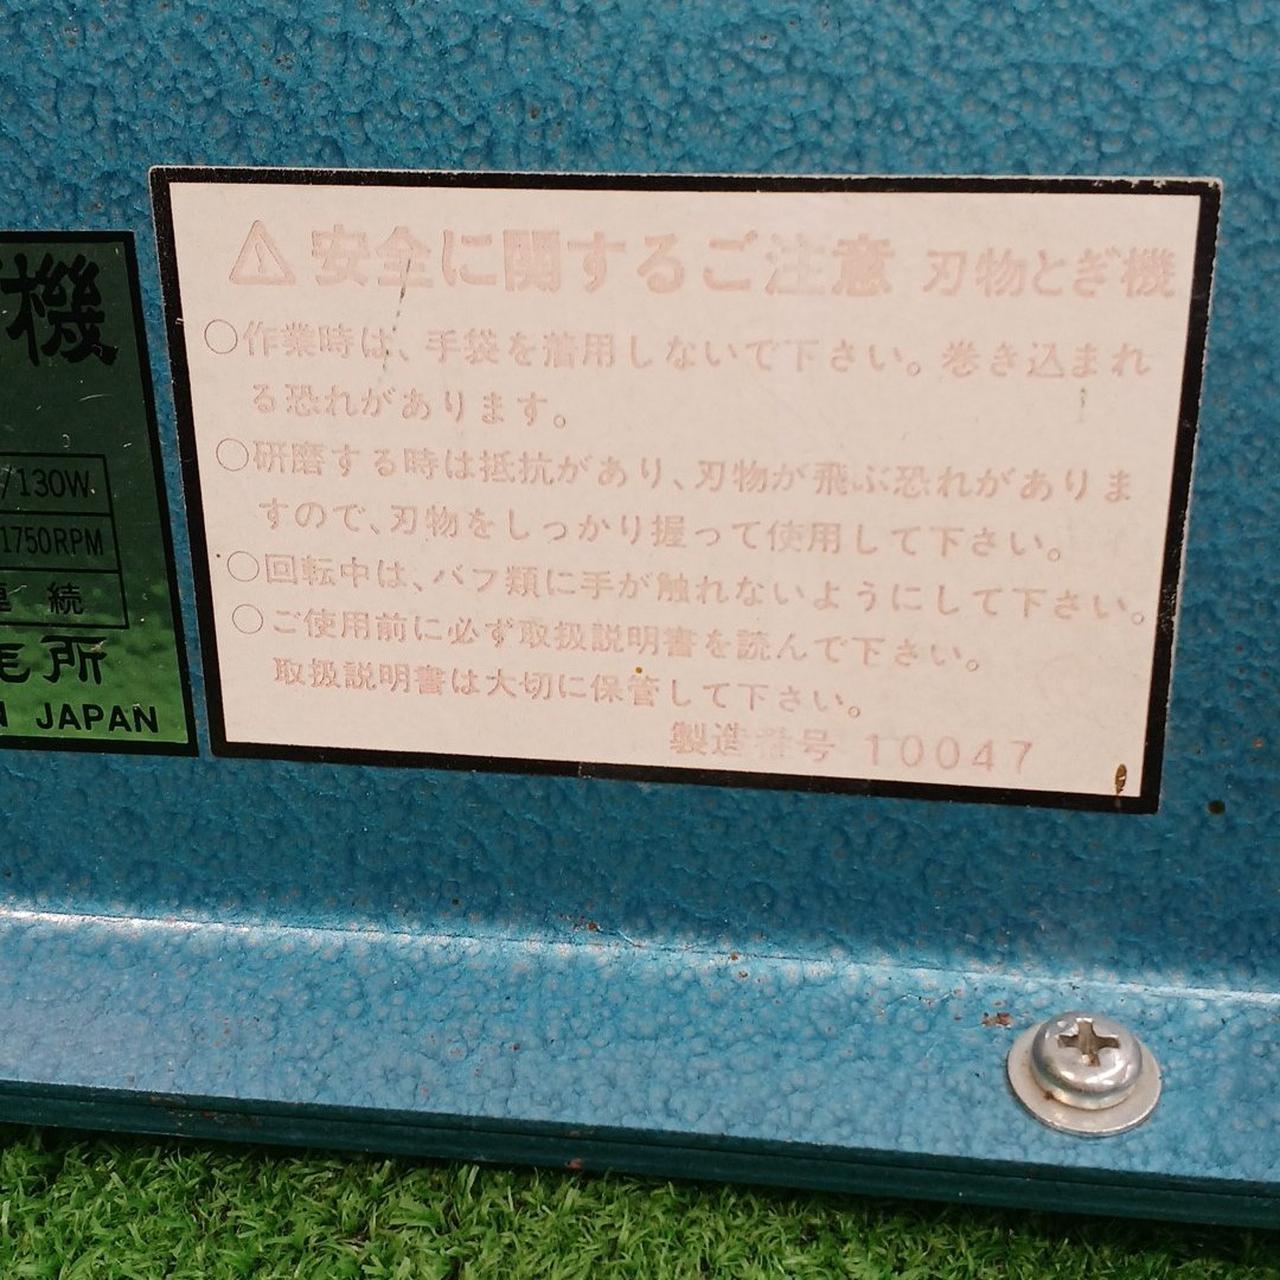 機
/130W
1750RPM
連 続
所
N JAPAN
⚠安全に関するご注意 刃物とぎ機
○作業時は、手袋を着用しないで下さい。巻き込まれ
る恐れがあります。
○研磨する時は抵抗があり、刃物が飛ぶ恐れがありま
すので、刃物をしっかり握って使用して下さい。
○回転中は、バフ類に手が触れないようにして下さい。
○ご使用前に必ず取扱説明書を読んで下さい。
取扱説明書は大切に保管して下さい。
製造番号 10047